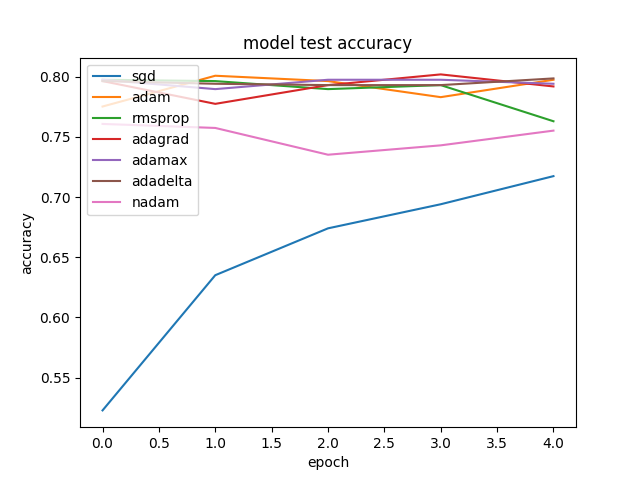 model test accuracy
sgd
adam
rmsprop
adagrad
adamax
adadelta
nadam
accuracy
0.80
0.75
0.70
0.65
0.60
0.55
0.0 0.5 1.0 1.5 2.0 2.5 3.0 3.5 4.0
epoch